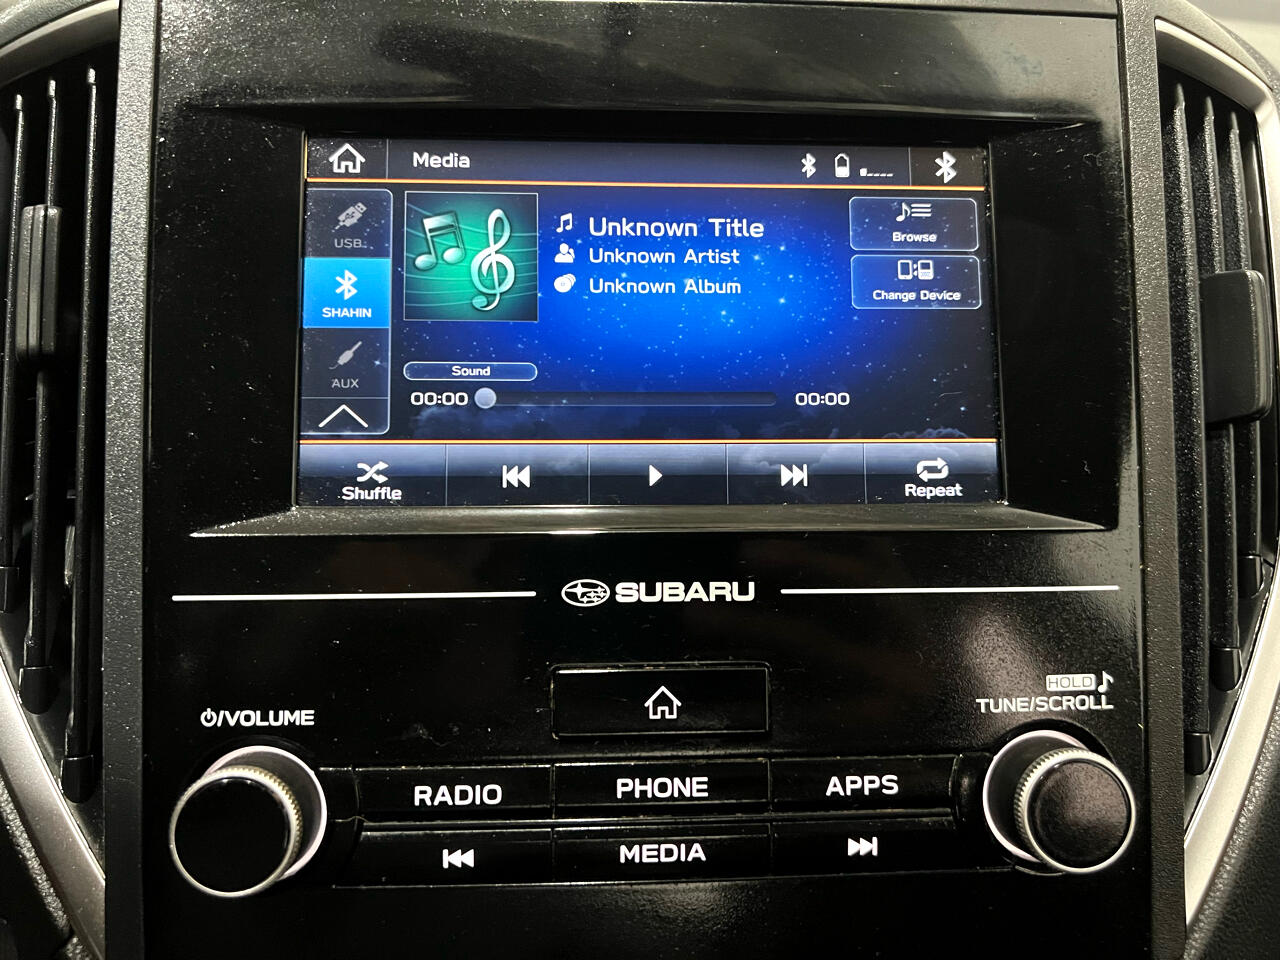 Media
USB
SHAHIN
AUX
Unknown Title
Unknown Artist
Unknown Album
Browse
Change Device
Sound
00:00
00:00
Shuffle
Repeat
SUBARU
/VOLUME
HOLD
TUNE/SCROLL
RADIO
PHONE
APPS
MEDIA